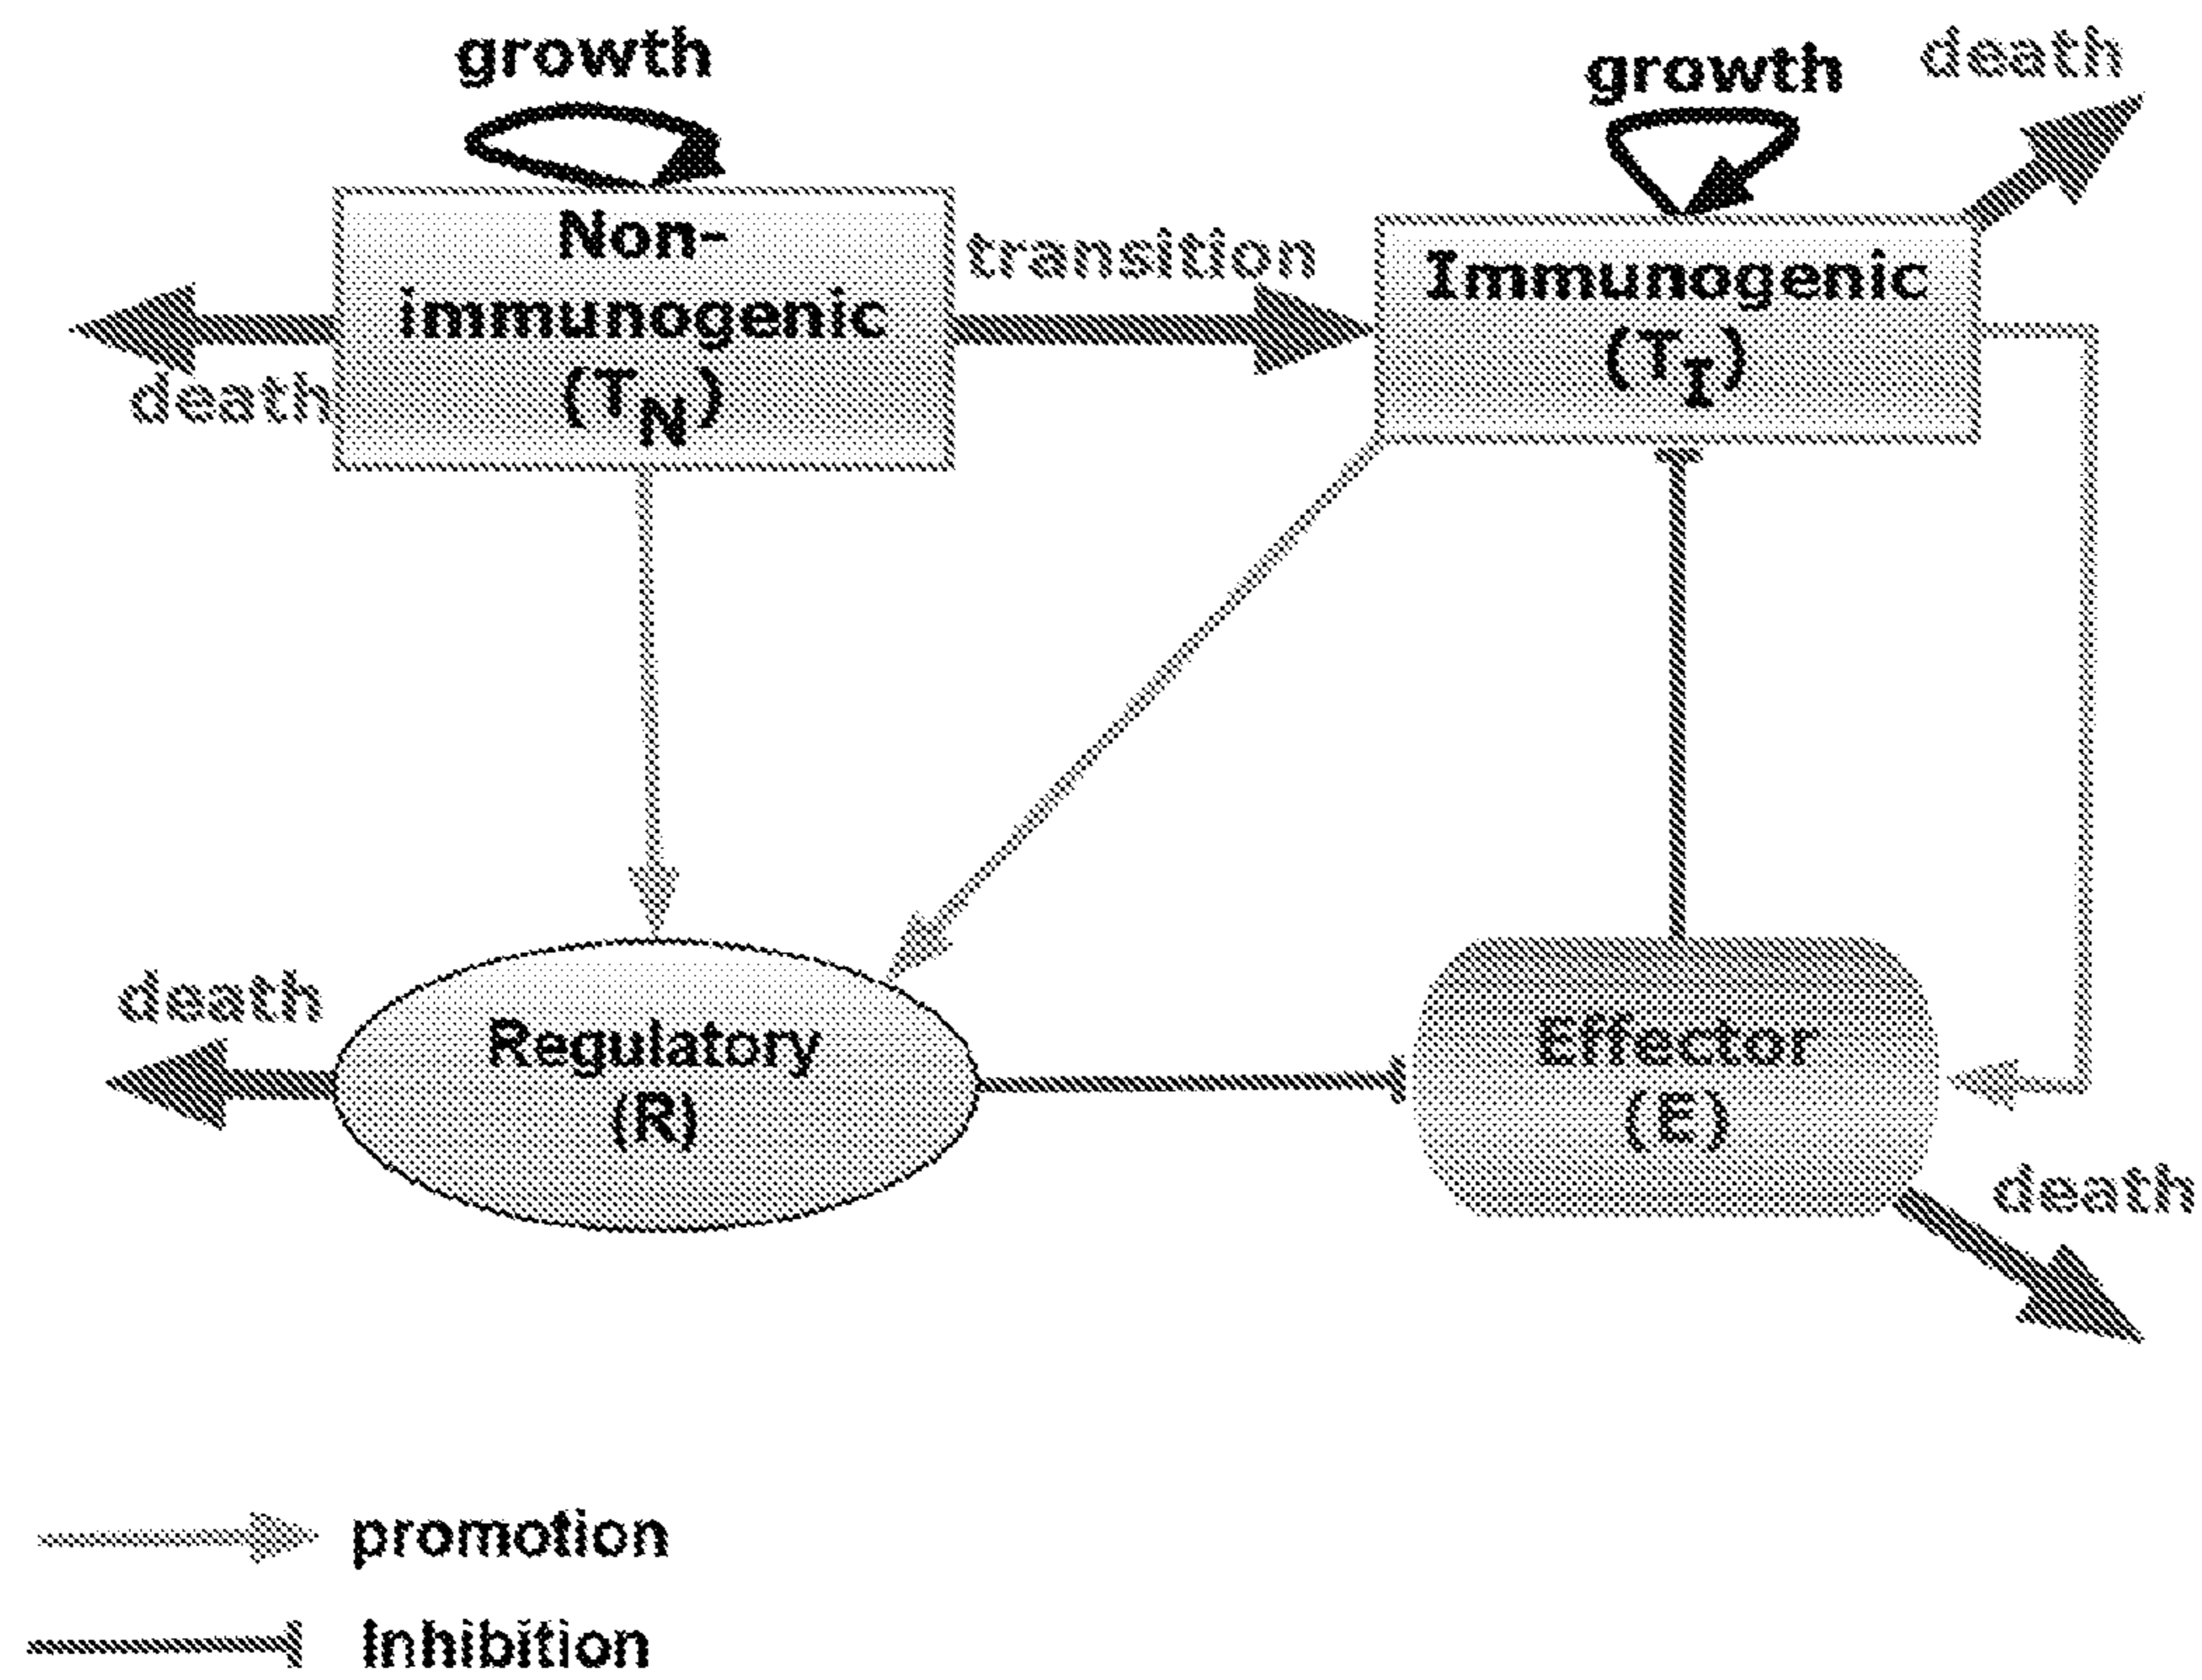 growth
growth
death
Non-
immunogenic
(T_N)
transition
Immunogenic
(T_I)
death
death
Regulatory
(R)
Effector
(E)
death
promotion
Inhibition